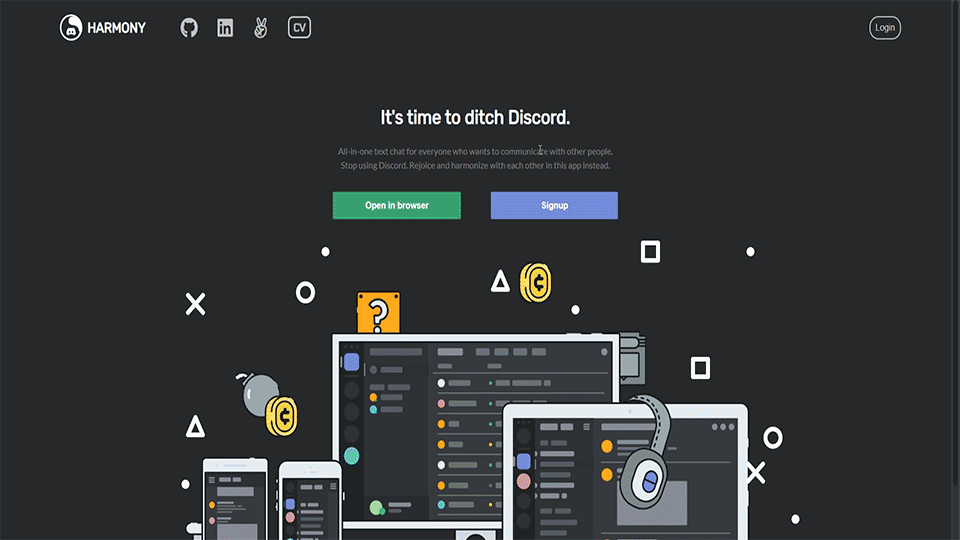 HARMONY
CV
Login
It's time to ditch Discord.
All-in-one text chat for everyone who wants to communicate with other people.
Stop using Discord. Rejoice and harmonize with each other in this app instead.
Open in browser
Signup
?